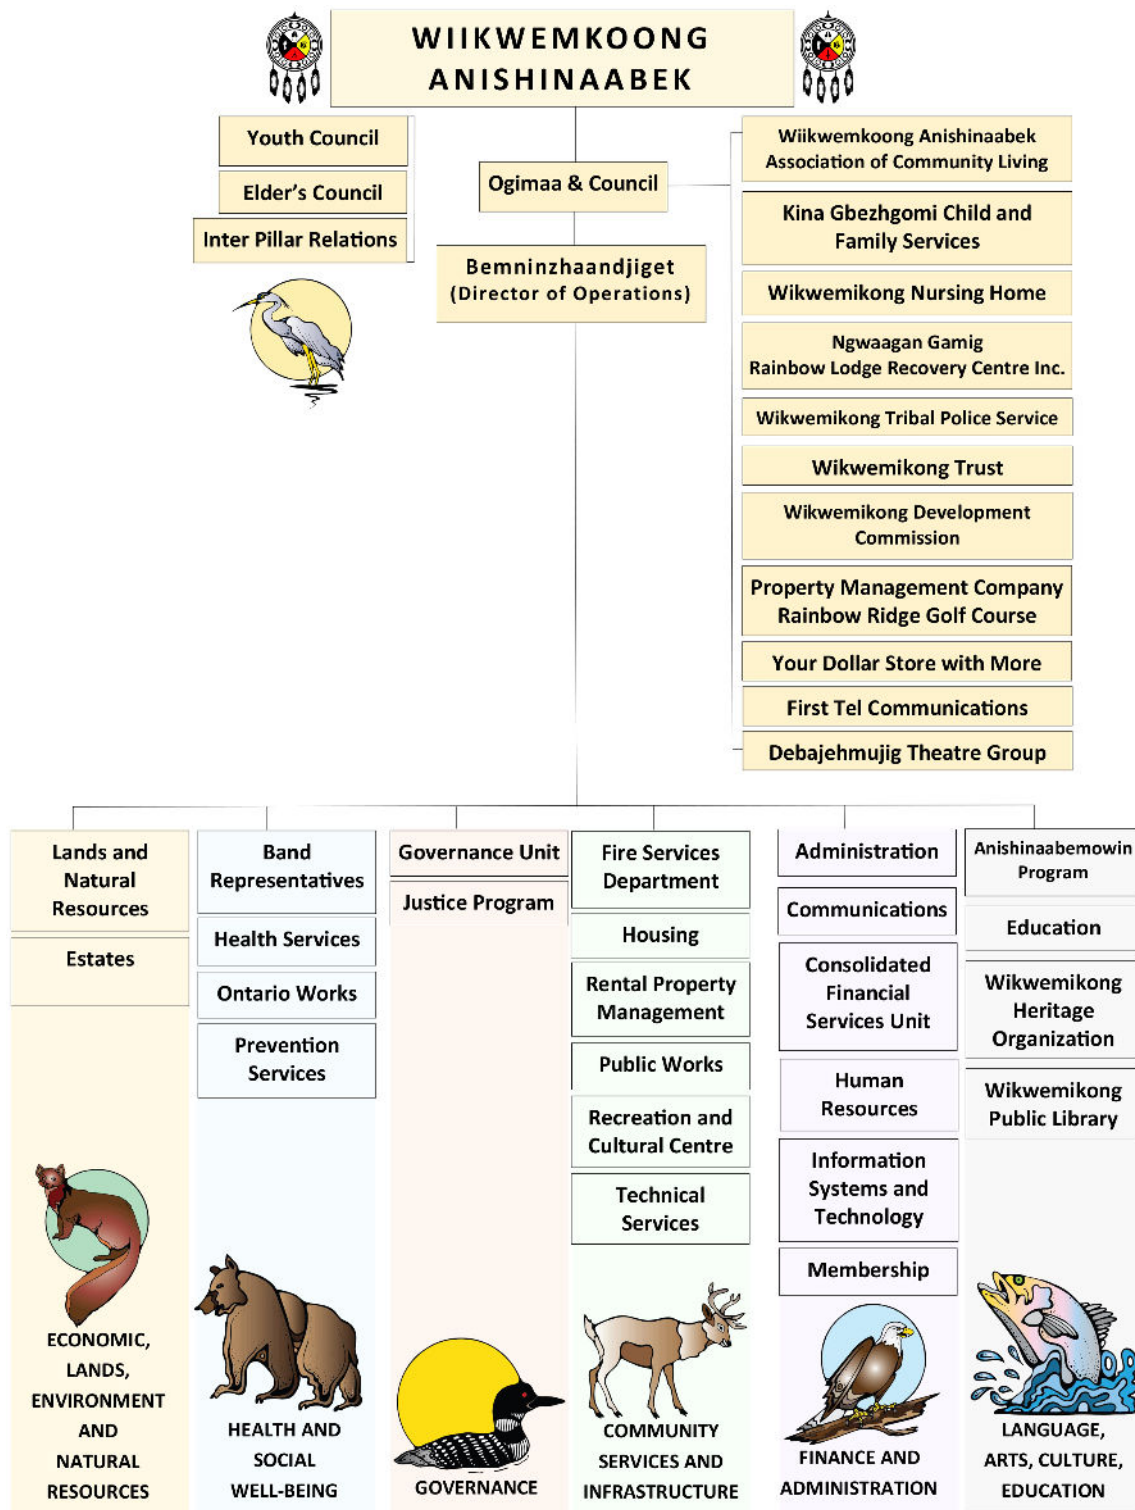 WIIKWEMKOONG
ANISHINAABEK
Youth Council
Elder's Council
Inter Pillar Relations
Ogimaa & Council
Bemninzhaandjiget
(Director of Operations)
Wiikwemkoong Anishinaabek
Association of Community Living
Kina Gbezhgomi Child and
Family Services
Wikwemikong Nursing Home
Ngwaagan Gamig
Rainbow Lodge Recovery Centre Inc.
Wikwemikong Tribal Police Service
Wikwemikong Trust
Wikwemikong Development
Commission
Property Management Company
Rainbow Ridge Golf Course
Your Dollar Store with More
First Tel Communications
Debajehmujig Theatre Group
Lands and
Natural
Resources
Estates
ECONOMIC,
LANDS,
ENVIRONMENT
AND
NATURAL
RESOURCES
Band
Representatives
Health Services
Ontario Works
Prevention
Services
HEALTH AND
SOCIAL
WELL-BEING
Governance Unit
Justice Program
GOVERNANCE
Fire Services
Department
Housing
Rental Property
Management
Public Works
Recreation and
Cultural Centre
Technical
Services
COMMUNITY
SERVICES AND
INFRASTRUCTURE
Administration
Communications
Consolidated
Financial
Services Unit
Human
Resources
Information
Systems and
Technology
Membership
FINANCE AND
ADMINISTRATION
Anishinaabemowin
Program
Education
Wikwemikong
Heritage
Organization
Wikwemikong
Public Library
LANGUAGE,
ARTS, CULTURE,
EDUCATION